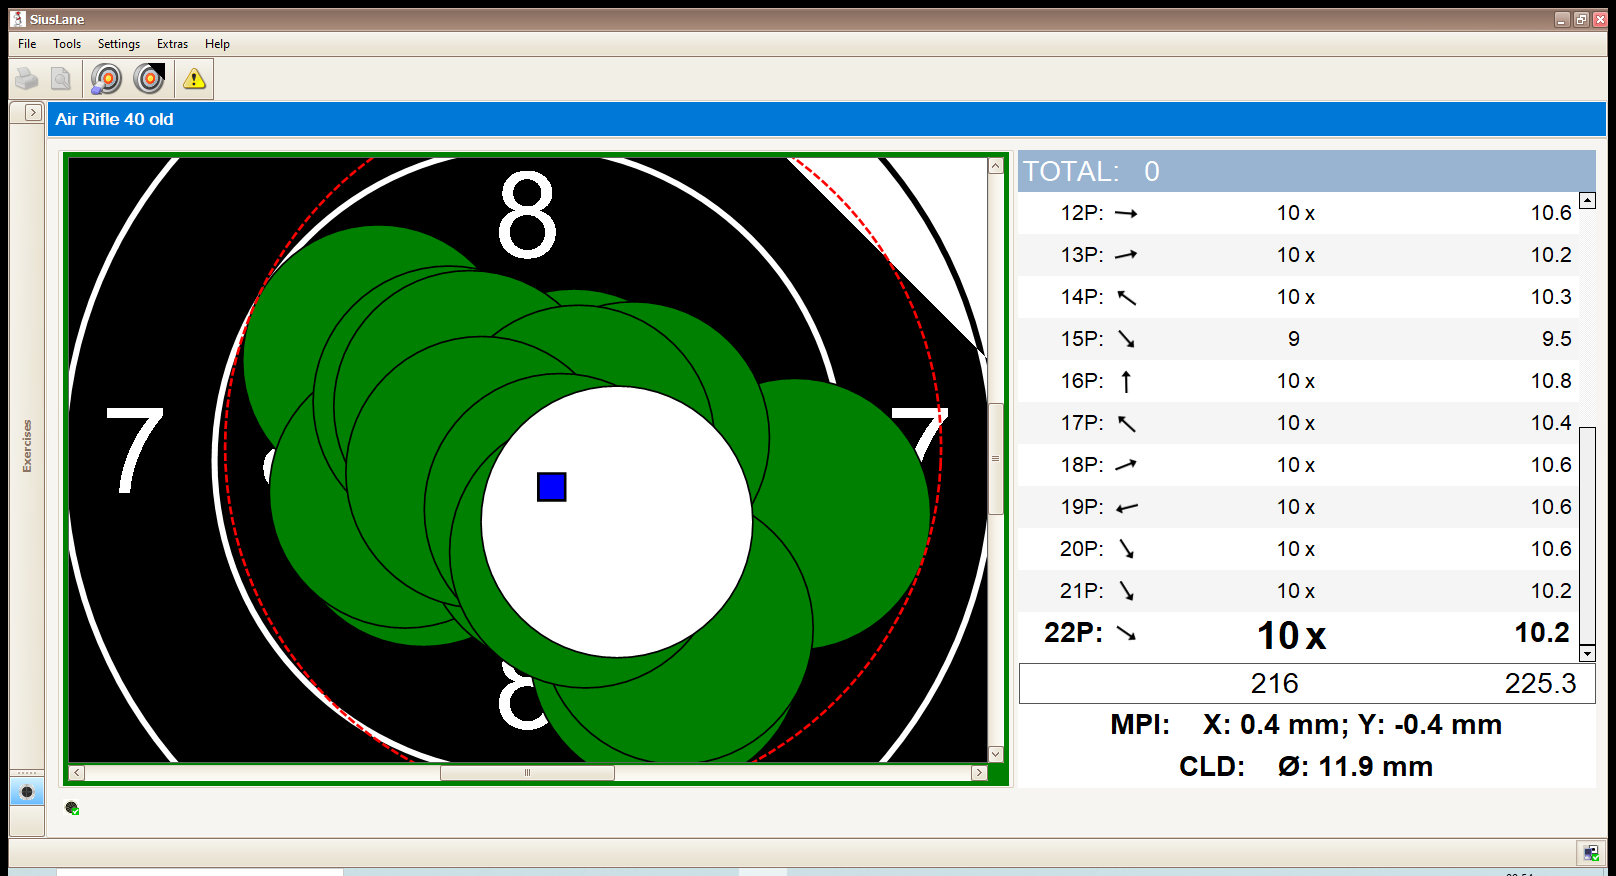 SiusLane
File Tools Settings Extras Help
Air Rifle 40 old
Exercises
8
7
7
8
TOTAL: 0
12P: 10 x 10.6
13P: 10 x 10.2
14P: 10 x 10.3
15P: 9 9.5
16P: 10 x 10.8
17P: 10 x 10.4
18P: 10 x 10.6
19P: 10 x 10.6
20P: 10 x 10.6
21P: 10 x 10.2
22P: 10 x 10.2
216 225.3
MPI: X: 0.4 mm; Y: -0.4 mm
CLD: Ø: 11.9 mm